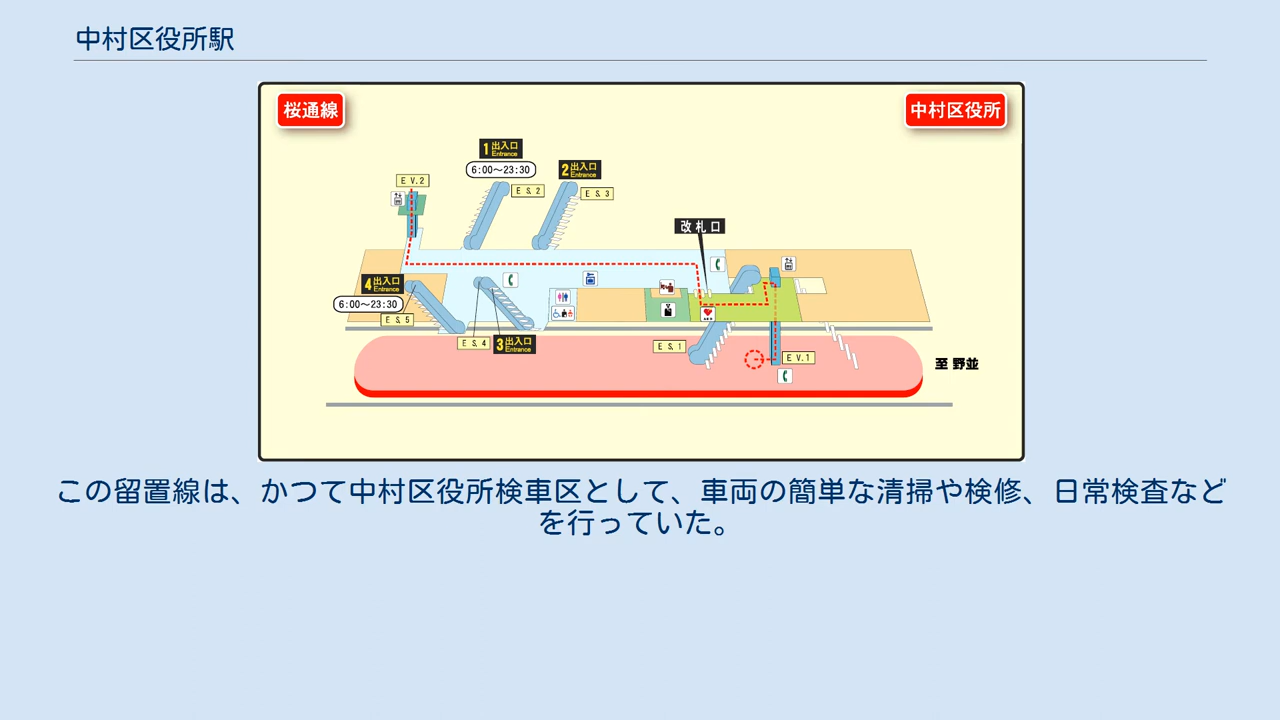 中村区役所駅
桜通線
中村区役所
1 出入口 Entrance
6:00〜23:30
2 出入口 Entrance
E V.2
E S.2
E S.3
改札口
4 出入口 Entrance
6:00〜23:30
E S.5
E S.4
3 出入口 Entrance
E S.1
E V.1
至 野並
この留置線は、かつて中村区役所検車区として、車両の簡単な清掃や検修、日常検査など
を行っていた。